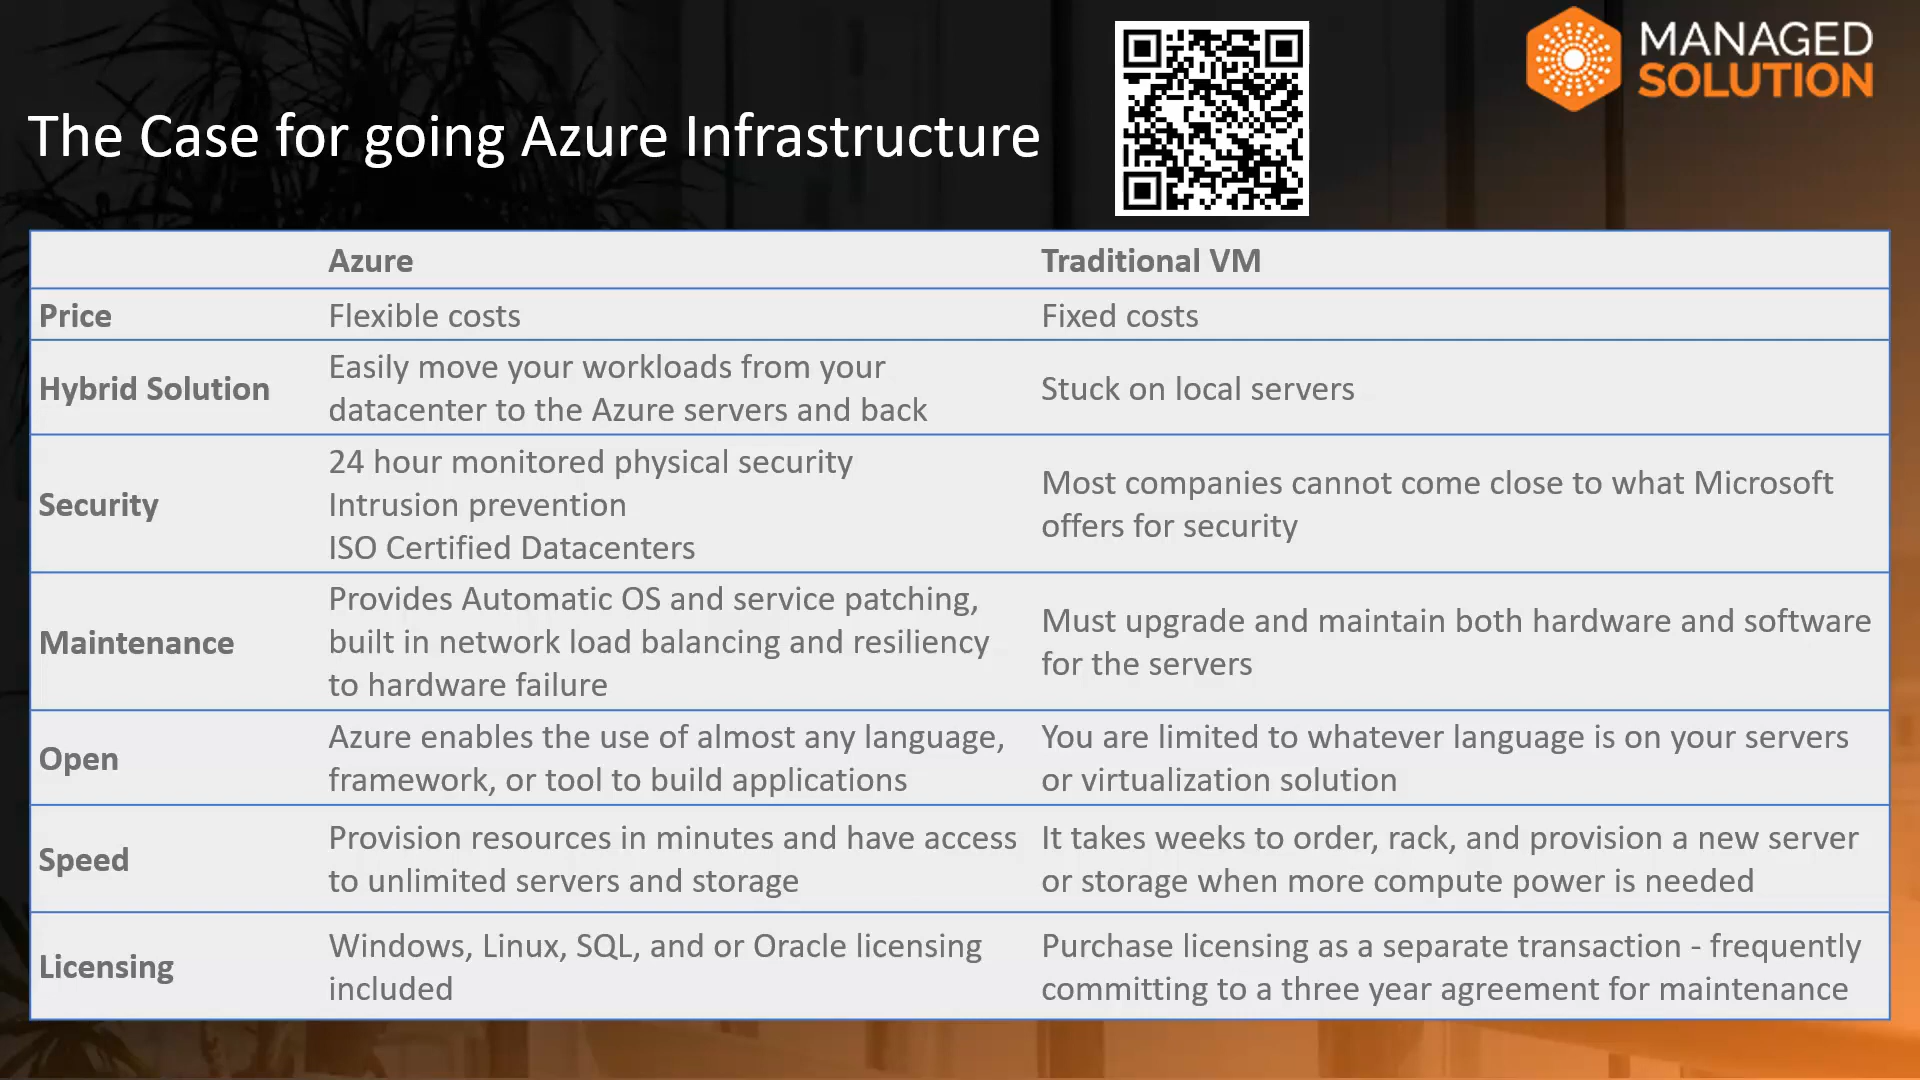 MANAGED
SOLUTION
The Case for going Azure Infrastructure
Azure Traditional VM
Price Flexible costs Fixed costs
Hybrid Solution
Easily move your workloads from your
datacenter to the Azure servers and back
Stuck on local servers
Security
24 hour monitored physical security
Intrusion prevention
ISO Certified Datacenters
Most companies cannot come close to what Microsoft
offers for security
Maintenance
Provides Automatic OS and service patching,
built in network load balancing and resiliency
to hardware failure
Must upgrade and maintain both hardware and software
for the servers
Open
Azure enables the use of almost any language,
framework, or tool to build applications
You are limited to whatever language is on your servers
or virtualization solution
Speed
Provision resources in minutes and have access
to unlimited servers and storage
It takes weeks to order, rack, and provision a new server
or storage when more compute power is needed
Licensing
Windows, Linux, SQL, and or Oracle licensing
included
Purchase licensing as a separate transaction - frequently
committing to a three year agreement for maintenance